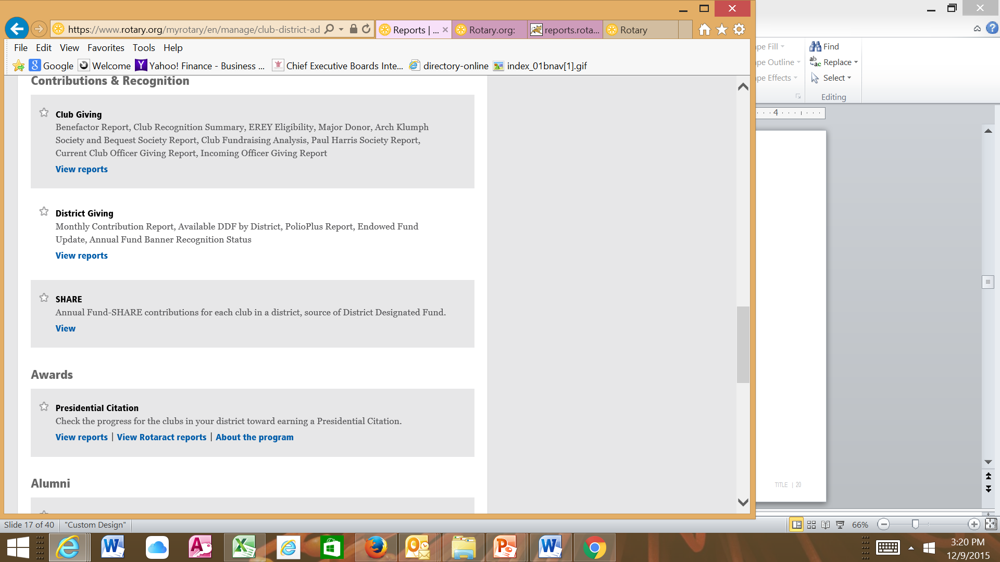 https://www.rotary.org/myrotary/en/manage/club-district-ad
Reports | ...
Rotary.org:
reports.rota...
Rotary
File Edit View Favorites Tools Help
Google Welcome Yahoo! Finance - Business ... Chief Executive Boards Inte... directory-online index_01bnav[1].gif
Contributions & Recognition
Club Giving
Benefactor Report, Club Recognition Summary, EREY Eligibility, Major Donor, Arch Klumph
Society and Bequest Society Report, Club Fundraising Analysis, Paul Harris Society Report,
Current Club Officer Giving Report, Incoming Officer Giving Report
View reports
District Giving
Monthly Contribution Report, Available DDF by District, PolioPlus Report, Endowed Fund
Update, Annual Fund Banner Recognition Status
View reports
SHARE
Annual Fund-SHARE contributions for each club in a district, source of District Designated Fund.
View
Awards
Presidential Citation
Check the progress for the clubs in your district toward earning a Presidential Citation.
View reports | View Rotaract reports | About the program
Alumni
ape Fill
ape Outline
ape Effects
Find
Replace
Select
Editing
4
TITLE | 20
Slide 17 of 40 "Custom Design"
66%
3:20 PM
12/9/2015